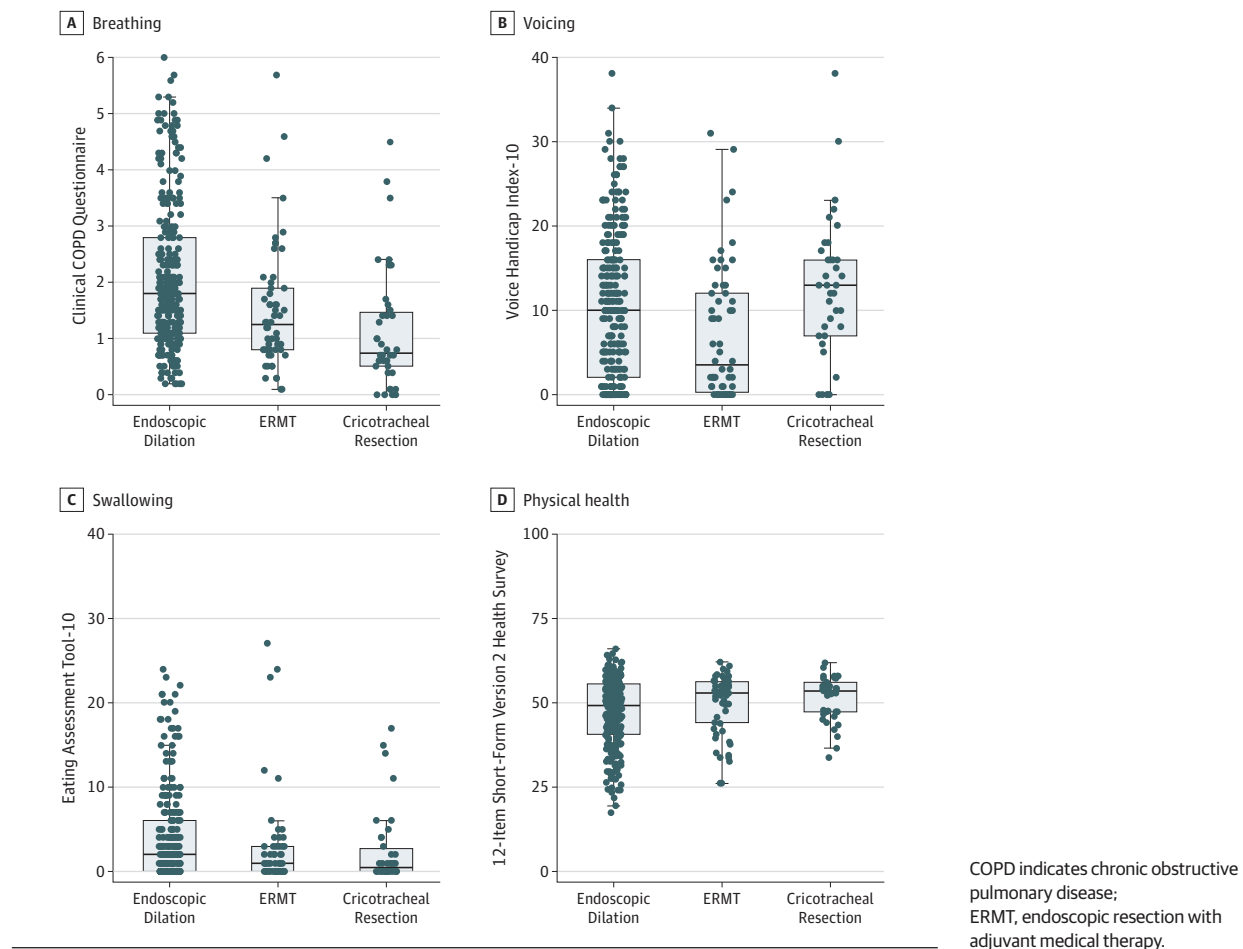 A Breathing
Clinical COPD Questionnaire
6
5
4
3
2
1
0
Endoscopic
Dilation
ERMT
Cricotracheal
Resection
B Voicing
Voice Handicap Index-10
40
30
20
10
0
Endoscopic
Dilation
ERMT
Cricotracheal
Resection
C Swallowing
Eating Assessment Tool-10
40
30
20
10
0
Endoscopic
Dilation
ERMT
Cricotracheal
Resection
D Physical health
12-Item Short-Form Version 2 Health Survey
100
75
50
25
0
Endoscopic
Dilation
ERMT
Cricotracheal
Resection
COPD indicates chronic obstructive
pulmonary disease;
ERMT, endoscopic resection with
adjuvant medical therapy.